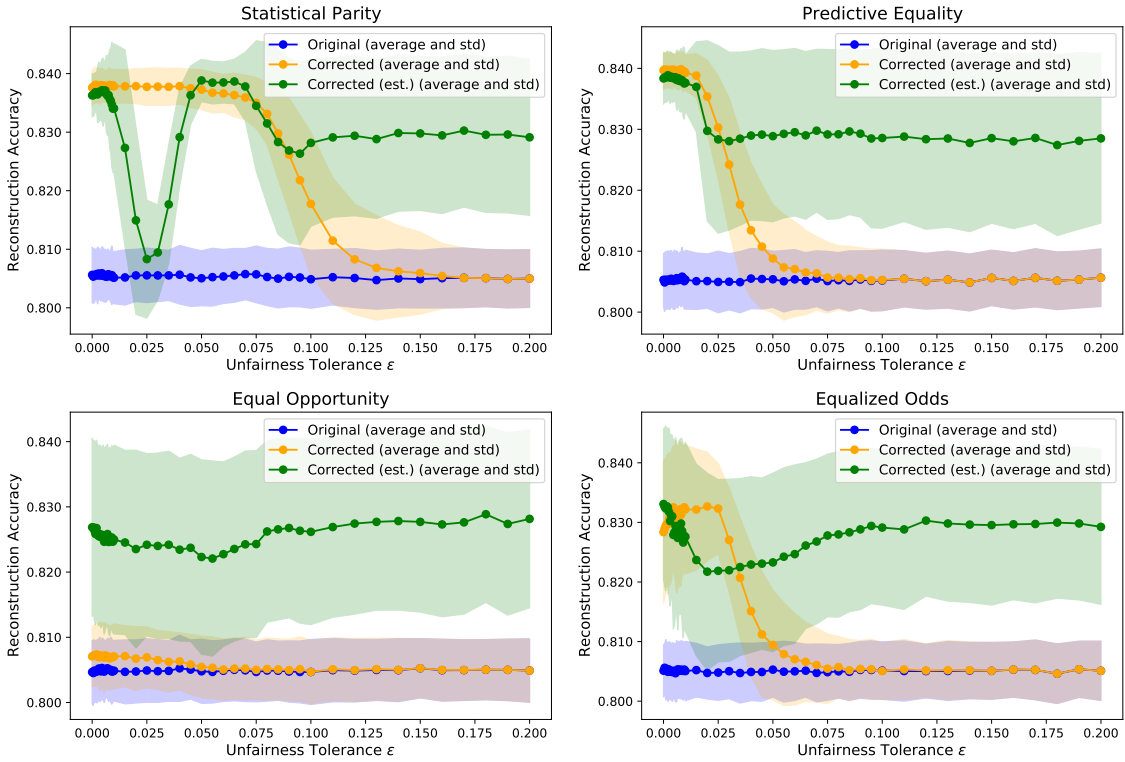 Statistical Parity
Original (average and std)
Corrected (average and std)
Corrected (est.) (average and std)
Reconstruction Accuracy
0.840
0.830
0.820
0.810
0.800
0.000 0.025 0.050 0.075 0.100 0.125 0.150 0.175 0.200
Unfairness Tolerance ε
Predictive Equality
Original (average and std)
Corrected (average and std)
Corrected (est.) (average and std)
Reconstruction Accuracy
0.840
0.830
0.820
0.810
0.800
0.000 0.025 0.050 0.075 0.100 0.125 0.150 0.175 0.200
Unfairness Tolerance ε
Equal Opportunity
Original (average and std)
Corrected (average and std)
Corrected (est.) (average and std)
Reconstruction Accuracy
0.840
0.830
0.820
0.810
0.800
0.000 0.025 0.050 0.075 0.100 0.125 0.150 0.175 0.200
Unfairness Tolerance ε
Equalized Odds
Original (average and std)
Corrected (average and std)
Corrected (est.) (average and std)
Reconstruction Accuracy
0.840
0.830
0.820
0.810
0.800
0.000 0.025 0.050 0.075 0.100 0.125 0.150 0.175 0.200
Unfairness Tolerance ε